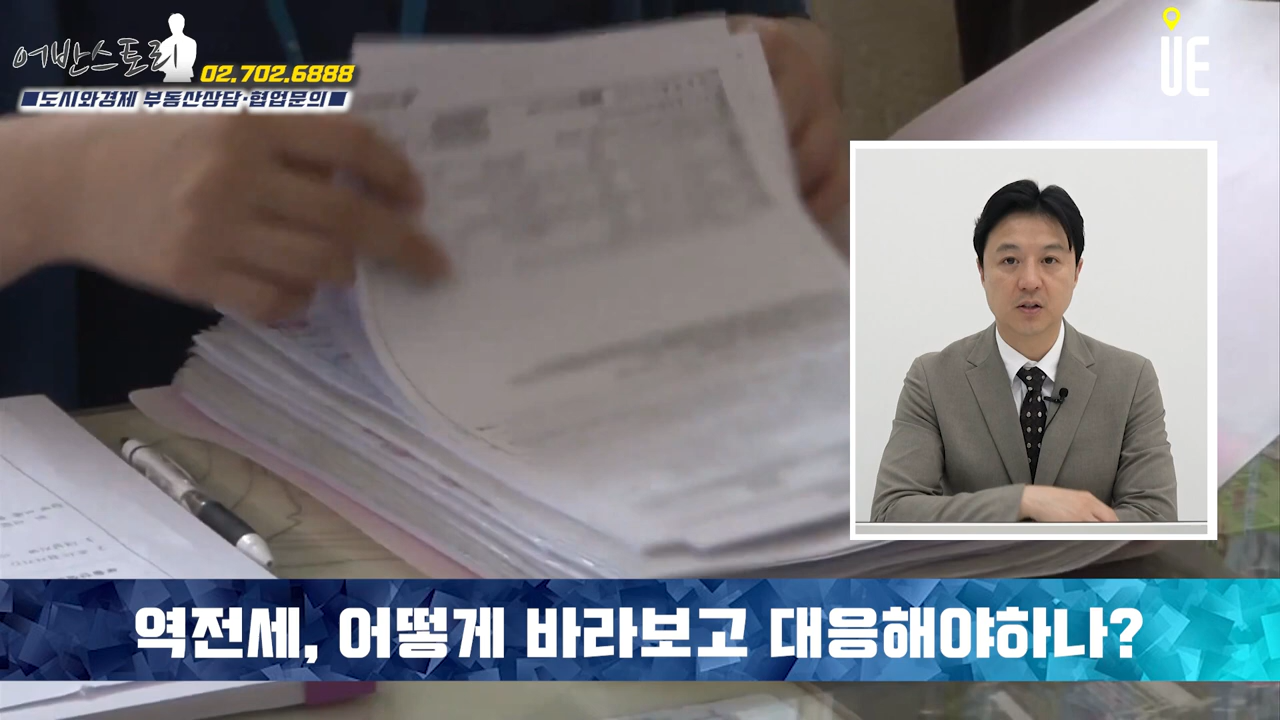 어반스토리
02.702.6888
■도시와경제 부동산상담·협업문의■
UE
역전세, 어떻게 바라보고 대응해야하나?